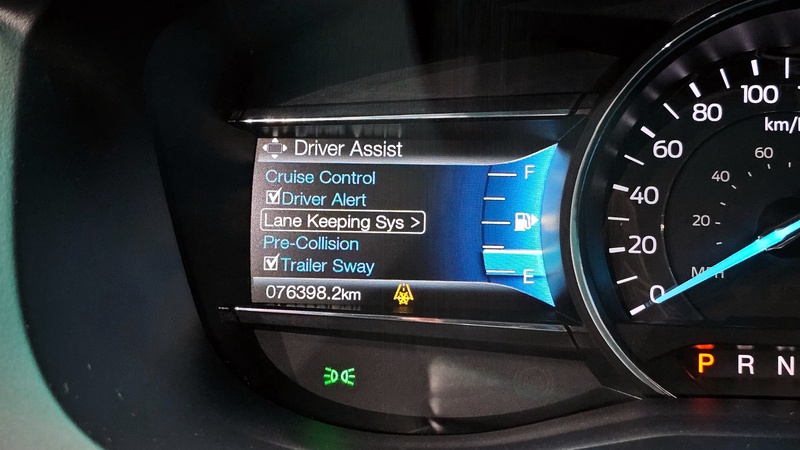 Driver Assist
Cruise Control
Driver Alert
Lane Keeping Sys >
Pre-Collision
Trailer Sway
076398.2km
F
E
0
20
40
60
80
100
km/
20
40
60
MPH
P R N